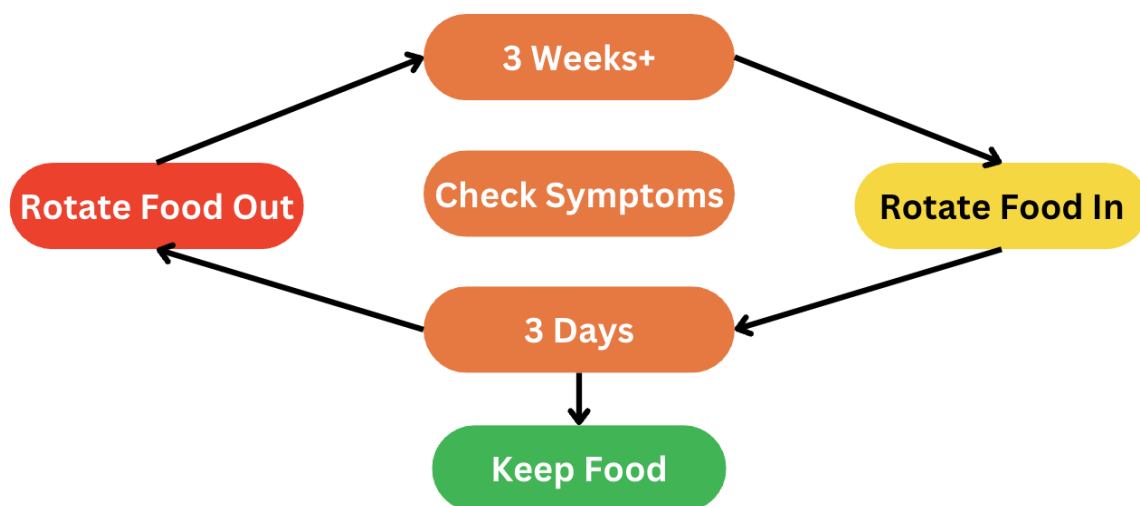 3 Weeks+
Check Symptoms
Rotate Food Out
Rotate Food In
3 Days
Keep Food